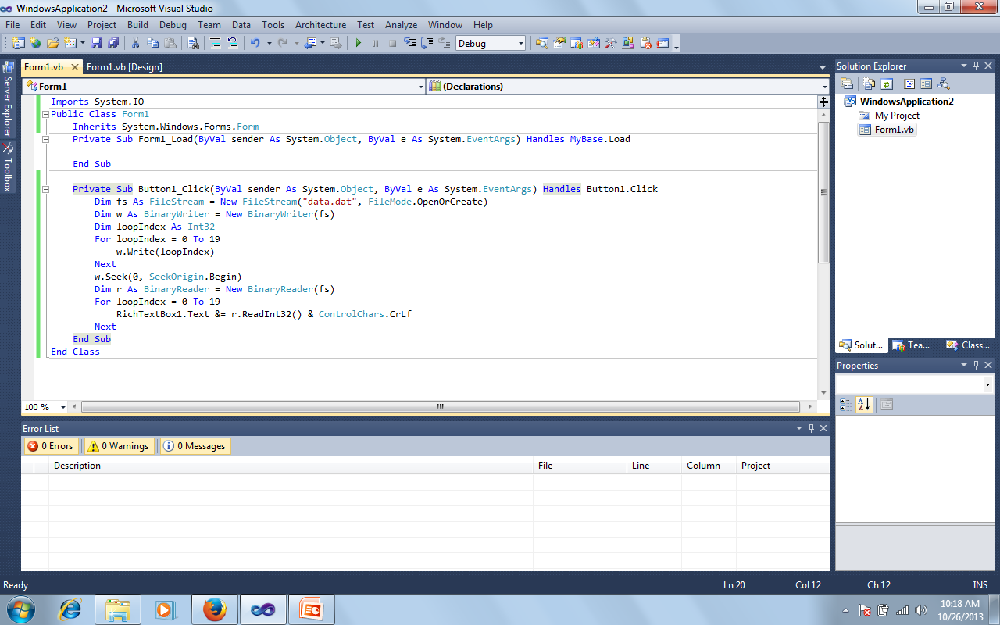 WindowsApplication2 - Microsoft Visual Studio
File Edit View Project Build Debug Team Data Tools Architecture Test Analyze Window Help
Debug
Server Explorer
Toolbox
Form1.vb Form1.vb [Design]
Form1 (Declarations)
Imports System.IO
Public Class Form1
Inherits System.Windows.Forms.Form
Private Sub Form1_Load(ByVal sender As System.Object, ByVal e As System.EventArgs) Handles MyBase.Load
End Sub
Private Sub Button1_Click(ByVal sender As System.Object, ByVal e As System.EventArgs) Handles Button1.Click
Dim fs As FileStream = New FileStream("data.dat", FileMode.OpenOrCreate)
Dim w As BinaryWriter = New BinaryWriter(fs)
Dim loopIndex As Int32
For loopIndex = 0 To 19
w.Write(loopIndex)
Next
w.Seek(0, SeekOrigin.Begin)
Dim r As BinaryReader = New BinaryReader(fs)
For loopIndex = 0 To 19
RichTextBox1.Text &= r.ReadInt32() & ControlChars.CrLf
Next
End Sub
End Class
100 %
Solution Explorer
WindowsApplication2
My Project
Form1.vb
Solut... Tea... Class...
Properties
Error List
0 Errors 0 Warnings 0 Messages
Description File Line Column Project
Ready Ln 20 Col 12 Ch 12 INS
10:18 AM
10/26/2013